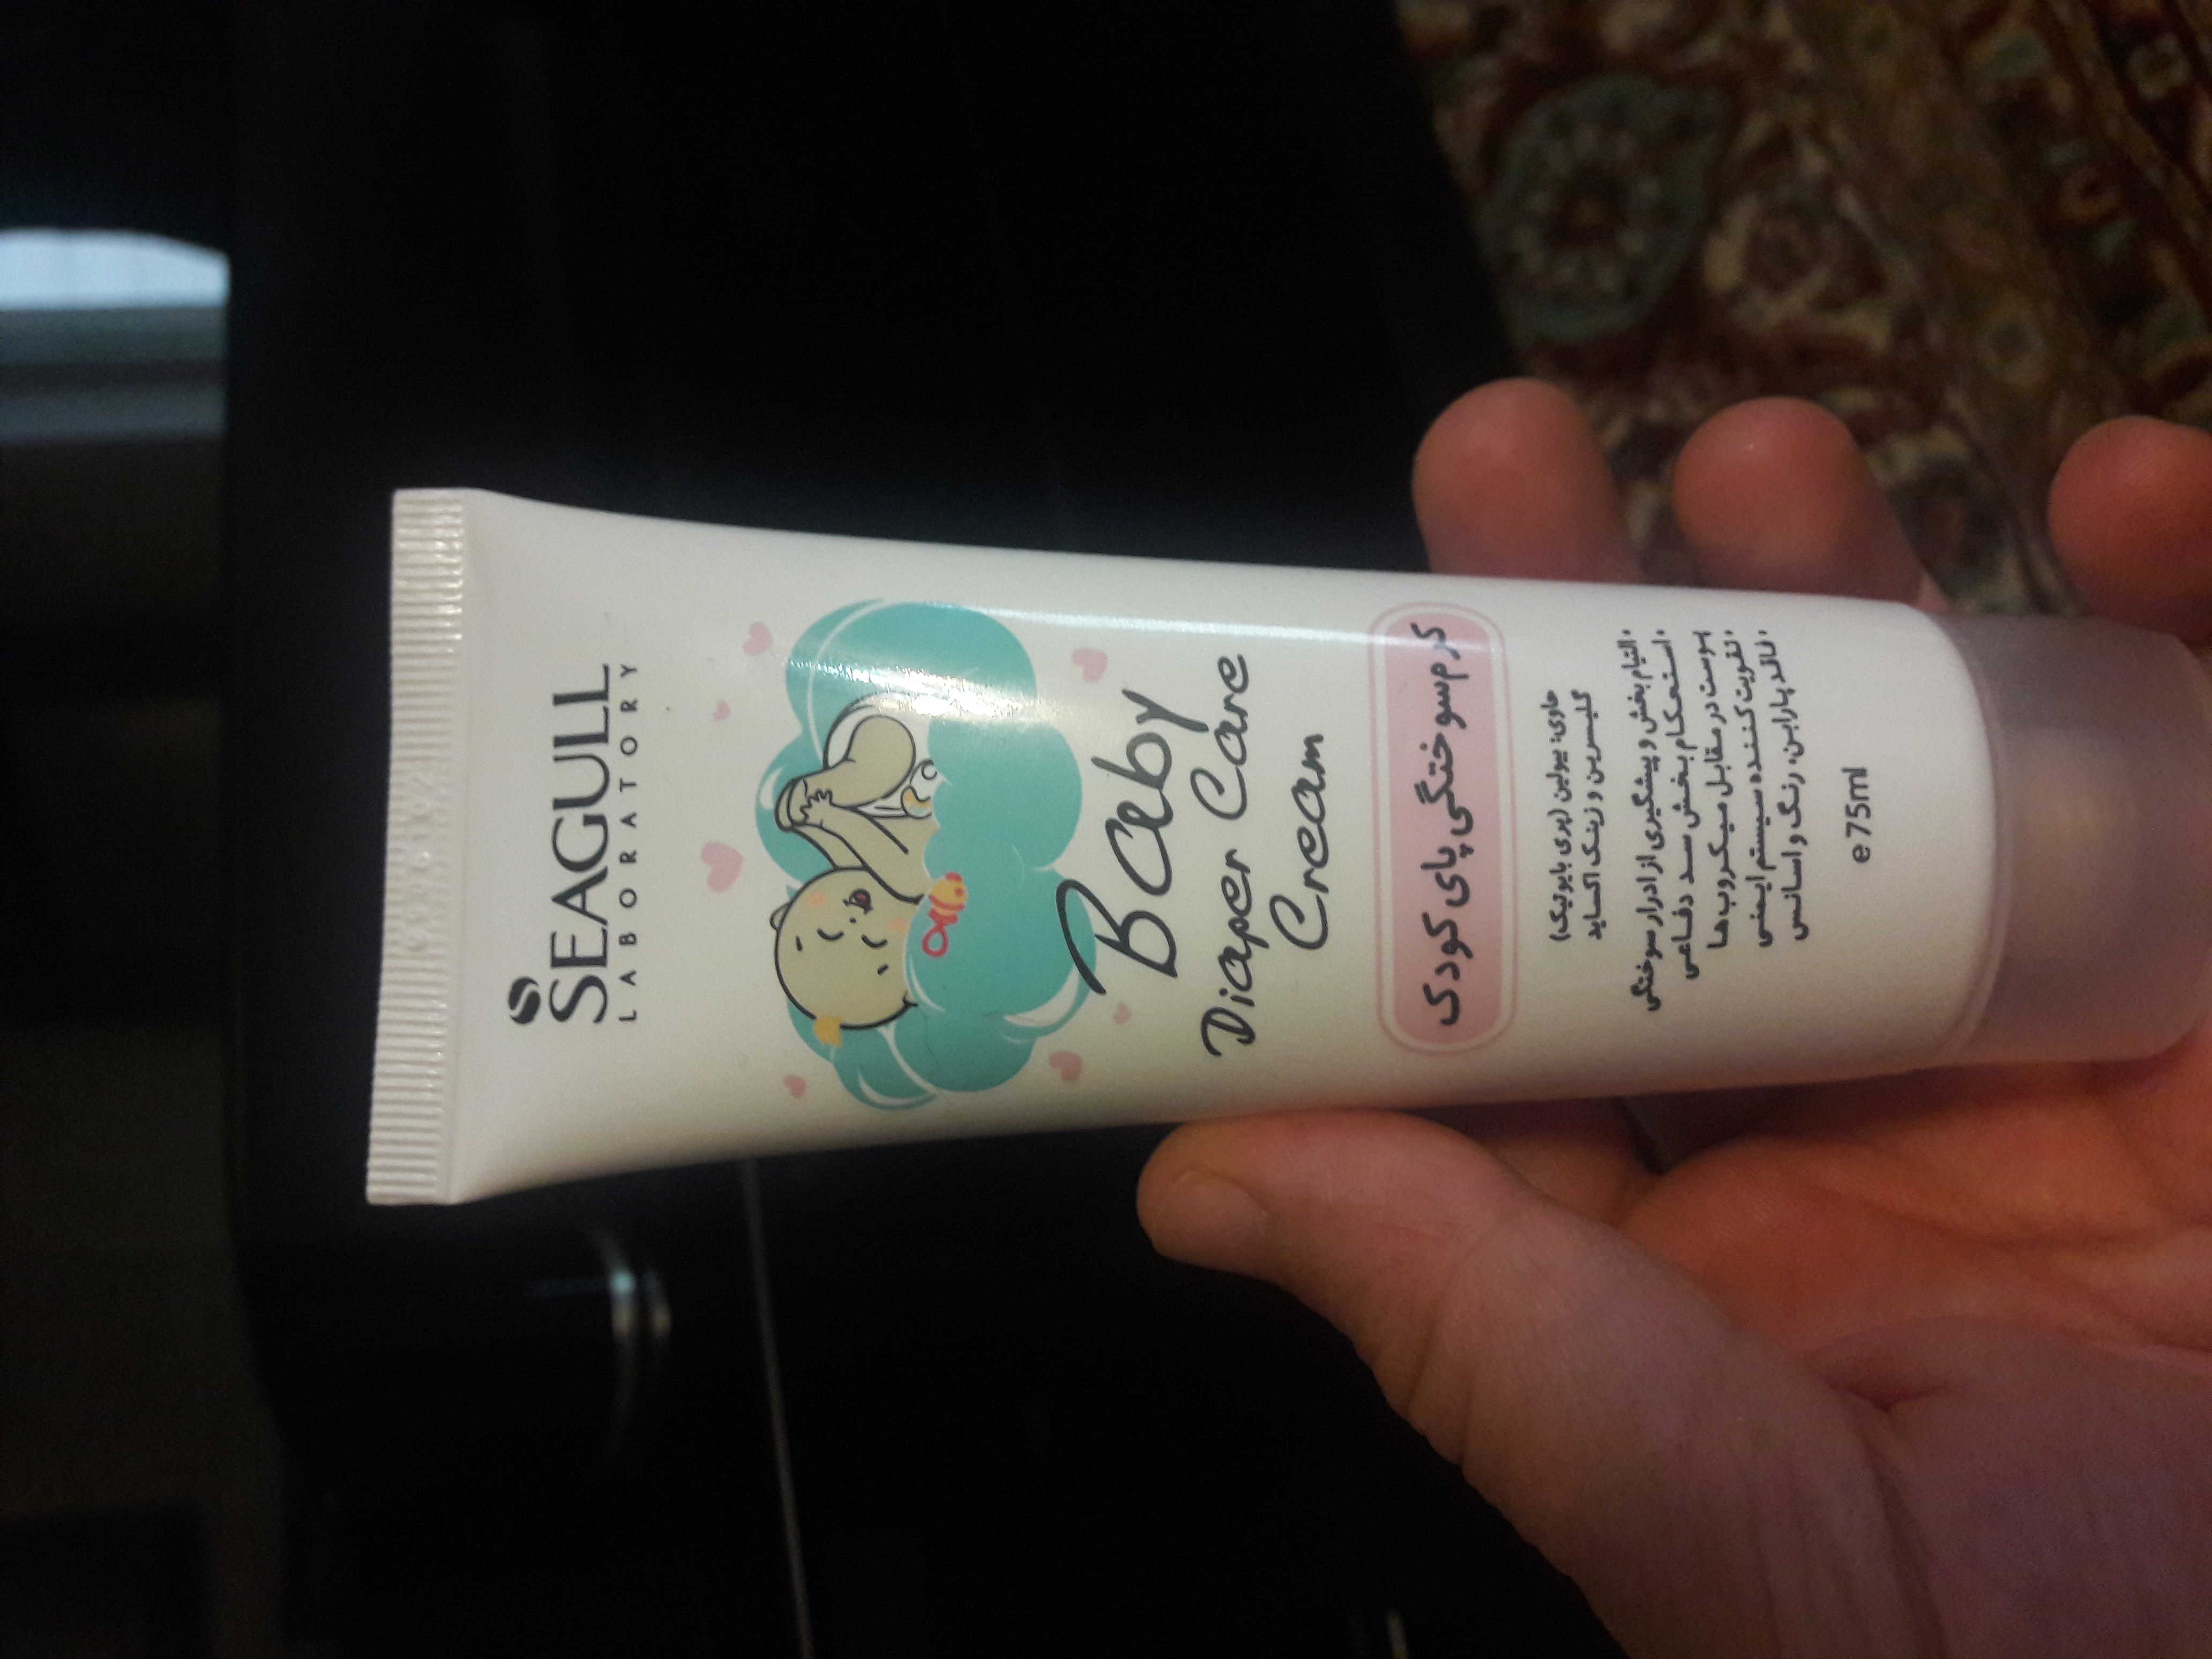 SEAGULL
LABORATORY
Baby
Diaper Care
Cream
کرم سوختگی پای کودک
حاوی: بیولین (پری بایوتیک)
گلیسرین و زینک اکساید
• التیام بخش و پیشگیری از ادرار سوختگی
• استحکام بخش سد دفاعی
پوست در مقابل میکروب ها
• تقویت کننده سیستم ایمنی
• فاقد پارابن، رنگ و اسانس
e 75ml